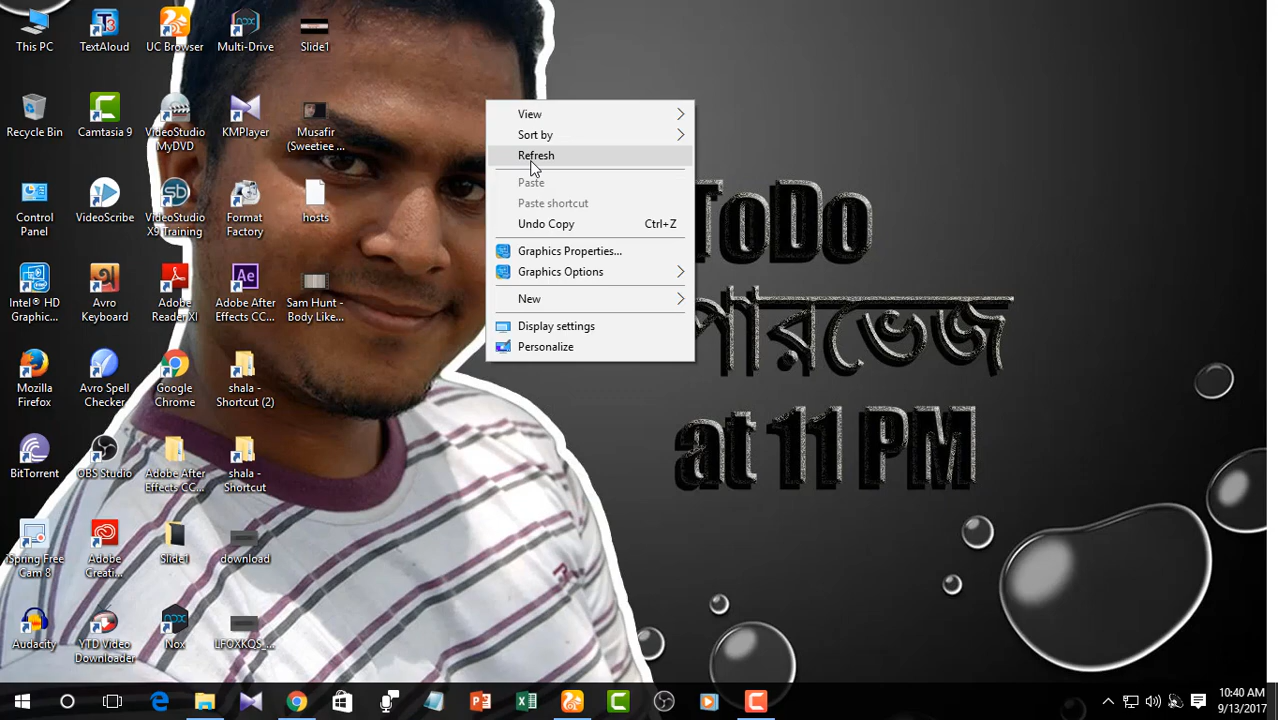 This PC
TextAloud
UC Browser
Multi-Drive
Slide1
Recycle Bin
Camtasia 9
VideoStudio
MyDVD
KMPlayer
Musafir
(Sweetiee ...
Control
Panel
VideoScribe
VideoStudio
X9 Training
Format
Factory
hosts
Intel® HD
Graphic...
Avro
Keyboard
Adobe
Reader XI
Adobe After
Effects CC...
Sam Hunt -
Body Like...
Mozilla
Firefox
Avro Spell
Checker
Google
Chrome
shala -
Shortcut (2)
BitTorrent
OBS Studio
Adobe After
Effects CC...
shala -
Shortcut
iSpring Free
Cam 8
Adobe
Creati...
Slide1
download
Audacity
YTD Video
Downloader
Nox
LFOXKQS_...
View
Sort by
Refresh
Paste
Paste shortcut
Undo Copy Ctrl+Z
Graphics Properties...
Graphics Options
New
Display settings
Personalize
ToDo
পারভেজ
at 11 PM
10:40 AM
9/13/2017